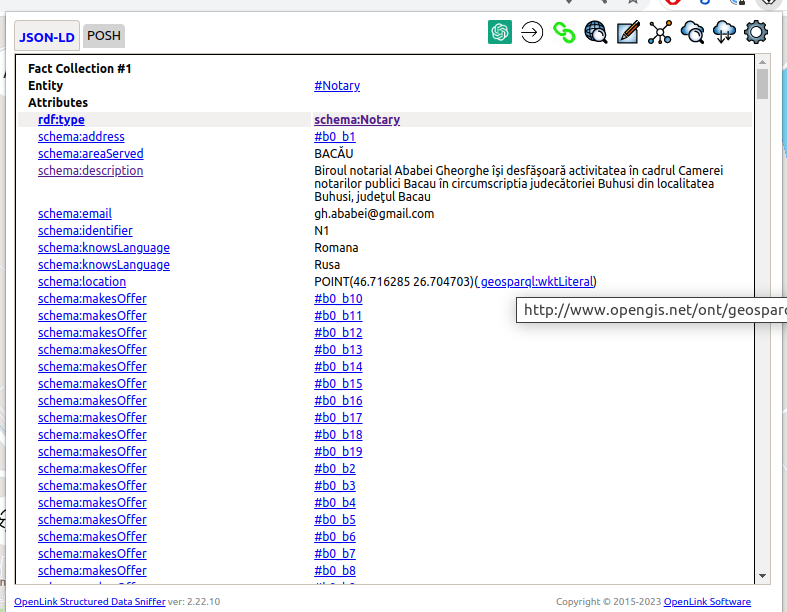 JSON-LD POSH
Fact Collection #1
Entity #Notary
Attributes
rdf:type schema:Notary
schema:address #b0_b1
schema:areaServed BACĂU
schema:description Biroul notarial Ababei Gheorghe îşi desfăşoară activitatea în cadrul Camerei
notarilor publici Bacau în circumscriptia judecătoriei Buhusi din localitatea
Buhusi, judeţul Bacau
schema:email gh.ababei@gmail.com
schema:identifier N1
schema:knowsLanguage Romana
schema:knowsLanguage Rusa
schema:location POINT(46.716285 26.704703)( geosparql:wktLiteral)
schema:makesOffer #b0_b10
http://www.opengis.net/ont/geosparq
schema:makesOffer #b0_b11
schema:makesOffer #b0_b12
schema:makesOffer #b0_b13
schema:makesOffer #b0_b14
schema:makesOffer #b0_b15
schema:makesOffer #b0_b16
schema:makesOffer #b0_b17
schema:makesOffer #b0_b18
schema:makesOffer #b0_b19
schema:makesOffer #b0_b2
schema:makesOffer #b0_b3
schema:makesOffer #b0_b4
schema:makesOffer #b0_b5
schema:makesOffer #b0_b6
schema:makesOffer #b0_b7
schema:makesOffer #b0_b8
OpenLink Structured Data Sniffer ver: 2.22.10 Copyright © 2015-2023 OpenLink Software